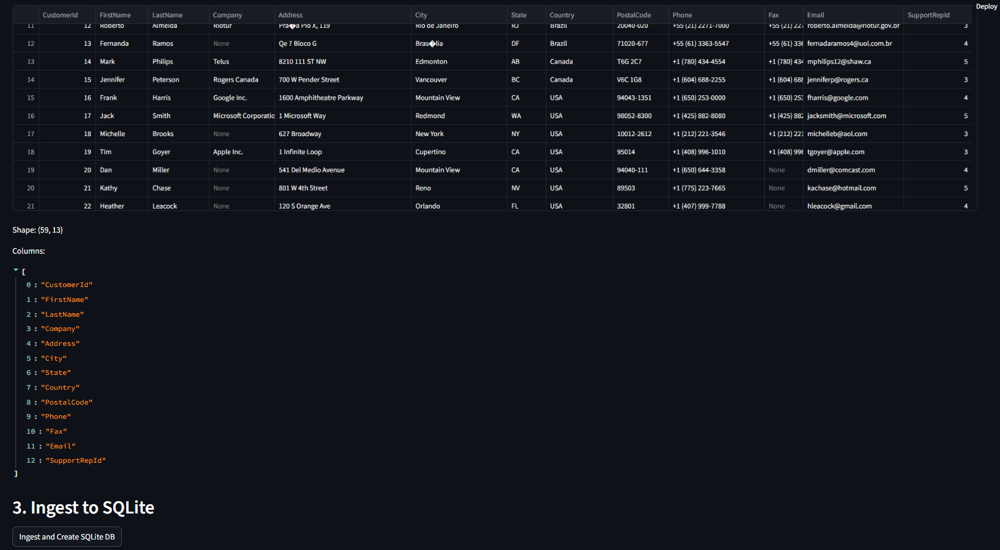 Deploy
CustomerId FirstName LastName Company Address City State Country PostalCode Phone Fax Email SupportRepId
11 12 Roberto Almeida Riotur Pra�a Pio X, 119 Rio de Janeiro RJ Brazil 20040-020 +55 (21) 2271-7000 +55 (21) 227 roberto.almeida@riotur.gov.br 3
12 13 Fernanda Ramos None Qe 7 Bloco G Bras�lia DF Brazil 71020-677 +55 (61) 3363-5547 +55 (61) 336 fernadaramos4@uol.com.br 4
13 14 Mark Philips Telus 8210 111 ST NW Edmonton AB Canada T6G 2C7 +1 (780) 434-4554 +1 (780) 434 mphilips12@shaw.ca 5
14 15 Jennifer Peterson Rogers Canada 700 W Pender Street Vancouver BC Canada V6C 1G8 +1 (604) 688-2255 +1 (604) 688 jenniferp@rogers.ca 3
15 16 Frank Harris Google Inc. 1600 Amphitheatre Parkway Mountain View CA USA 94043-1351 +1 (650) 253-0000 +1 (650) 253 fharris@google.com 4
16 17 Jack Smith Microsoft Corporatio 1 Microsoft Way Redmond WA USA 98052-8300 +1 (425) 882-8080 +1 (425) 882 jacksmith@microsoft.com 5
17 18 Michelle Brooks None 627 Broadway New York NY USA 10012-2612 +1 (212) 221-3546 +1 (212) 221 michelleb@aol.com 3
18 19 Tim Goyer Apple Inc. 1 Infinite Loop Cupertino CA USA 95014 +1 (408) 996-1010 +1 (408) 996 tgoyer@apple.com 3
19 20 Dan Miller None 541 Del Medio Avenue Mountain View CA USA 94040-111 +1 (650) 644-3358 None dmiller@comcast.com 4
20 21 Kathy Chase None 801 W 4th Street Reno NV USA 89503 +1 (775) 223-7665 None kachase@hotmail.com 5
21 22 Heather Leacock None 120 S Orange Ave Orlando FL USA 32801 +1 (407) 999-7788 None hleacock@gmail.com 4
Shape: (59, 13)
Columns:
[
0 : "CustomerId"
1 : "FirstName"
2 : "LastName"
3 : "Company"
4 : "Address"
5 : "City"
6 : "State"
7 : "Country"
8 : "PostalCode"
9 : "Phone"
10 : "Fax"
11 : "Email"
12 : "SupportRepId"
]
3. Ingest to SQLite
Ingest and Create SQLite DB